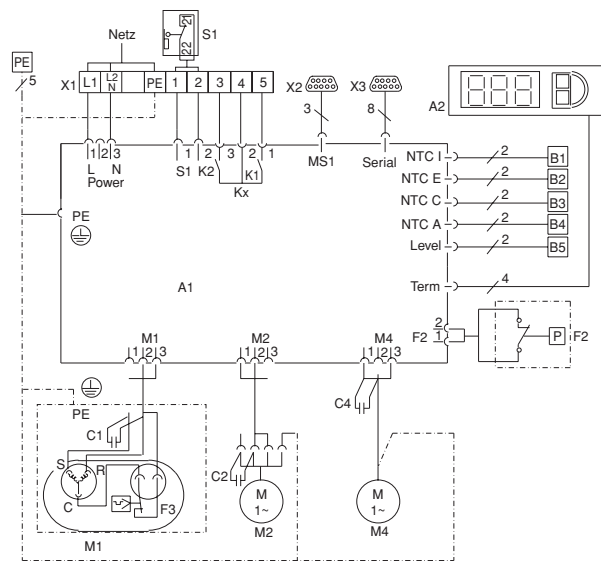 Netz
21
22
S1
PE
5
X1
L1
L2
N
PE
1
2
3
4
5
X2
3
MS1
X3
8
Serial
A2
1
2
3
L
N
Power
1
2
3
2
1
S1
K2
K1
Kx
NTC I
2
B1
NTC E
2
B2
NTC C
2
B3
NTC A
2
B4
Level
2
B5
PE
A1
Term
4
2
1
F2
P
F2
M1
1
2
3
M2
1
2
3
M4
1
2
3
PE
C1
S
R
C
F3
M1
C2
M
1~
M2
C4
M
1~
M4